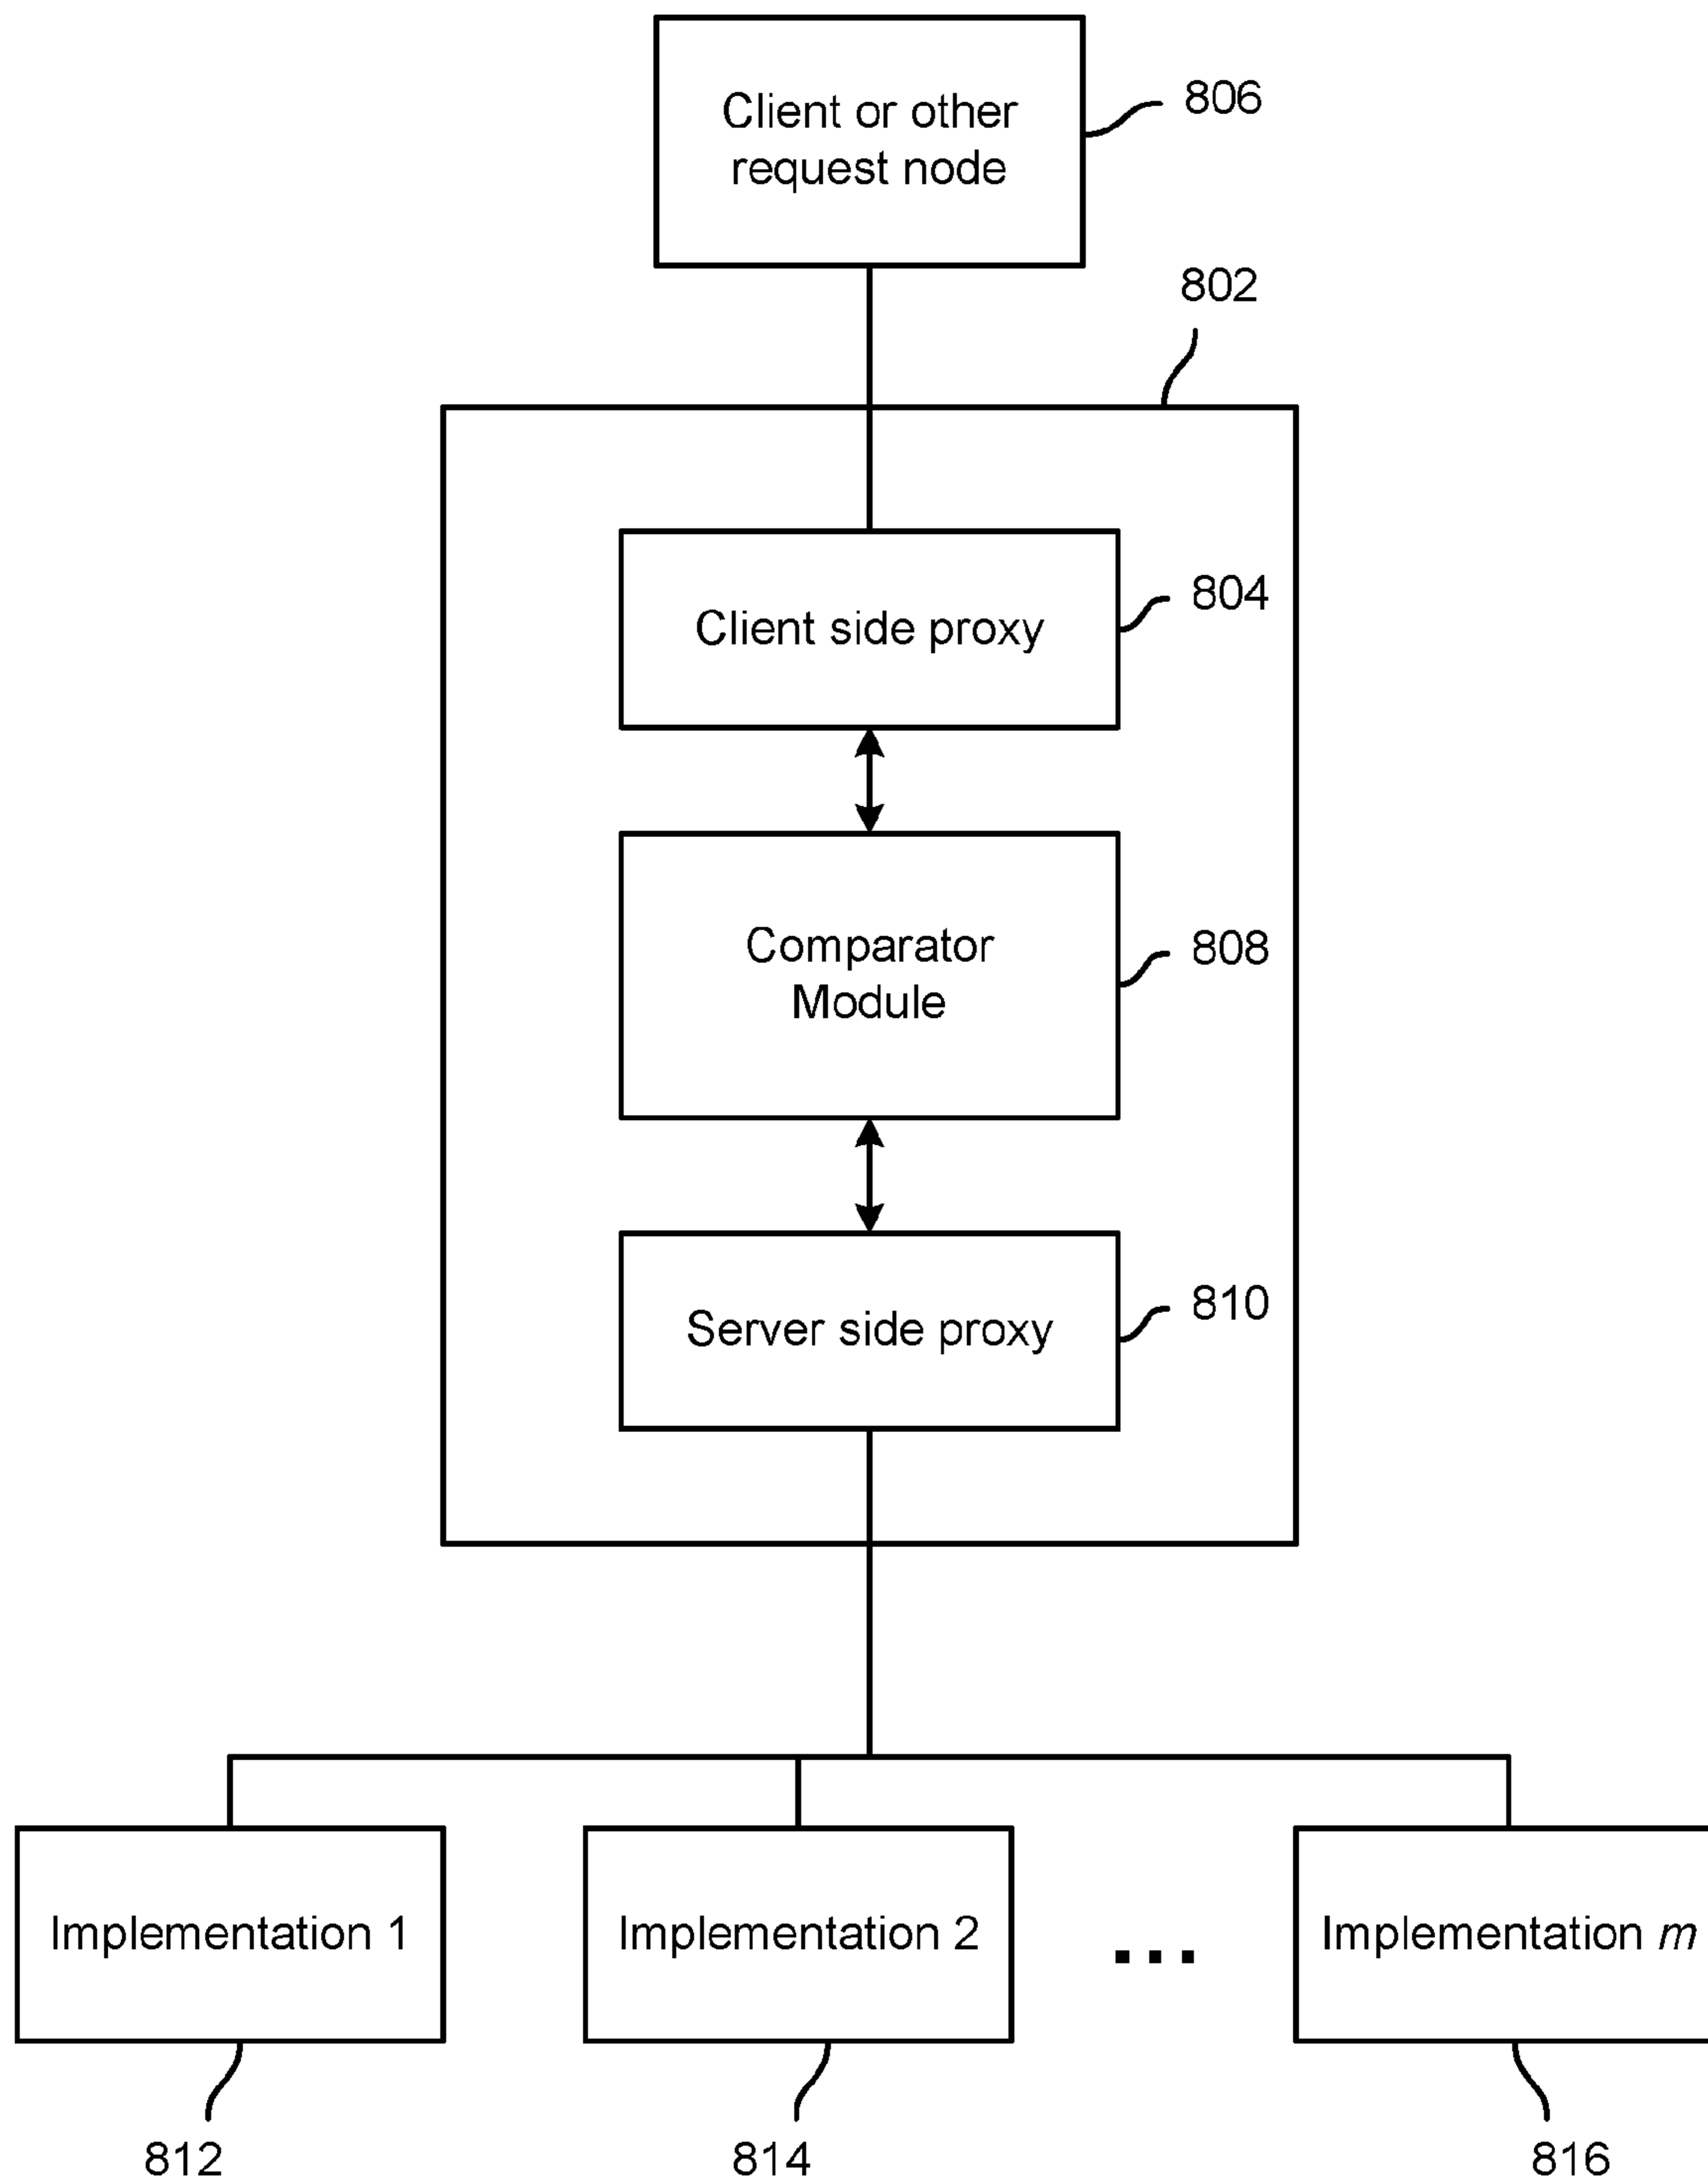 Client or other
request node
806
802
Client side proxy
804
Comparator
Module
808
Server side proxy
810
Implementation 1
Implementation 2
...
Implementation m
812
814
816